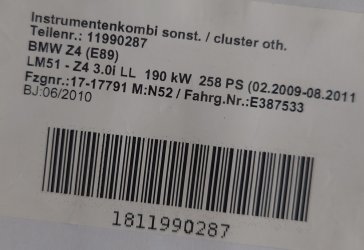 Instrumentenkombi sonst. / cluster oth.
Teilenr.: 11990287
BMW Z4 (E89)
LM51 - Z4 3.0i LL 190 kW 258 PS (02.2009-08.2011
Fzgnr.:17-17791 M:N52 / Fahrg.Nr.:E387533
BJ:06/2010
1811990287